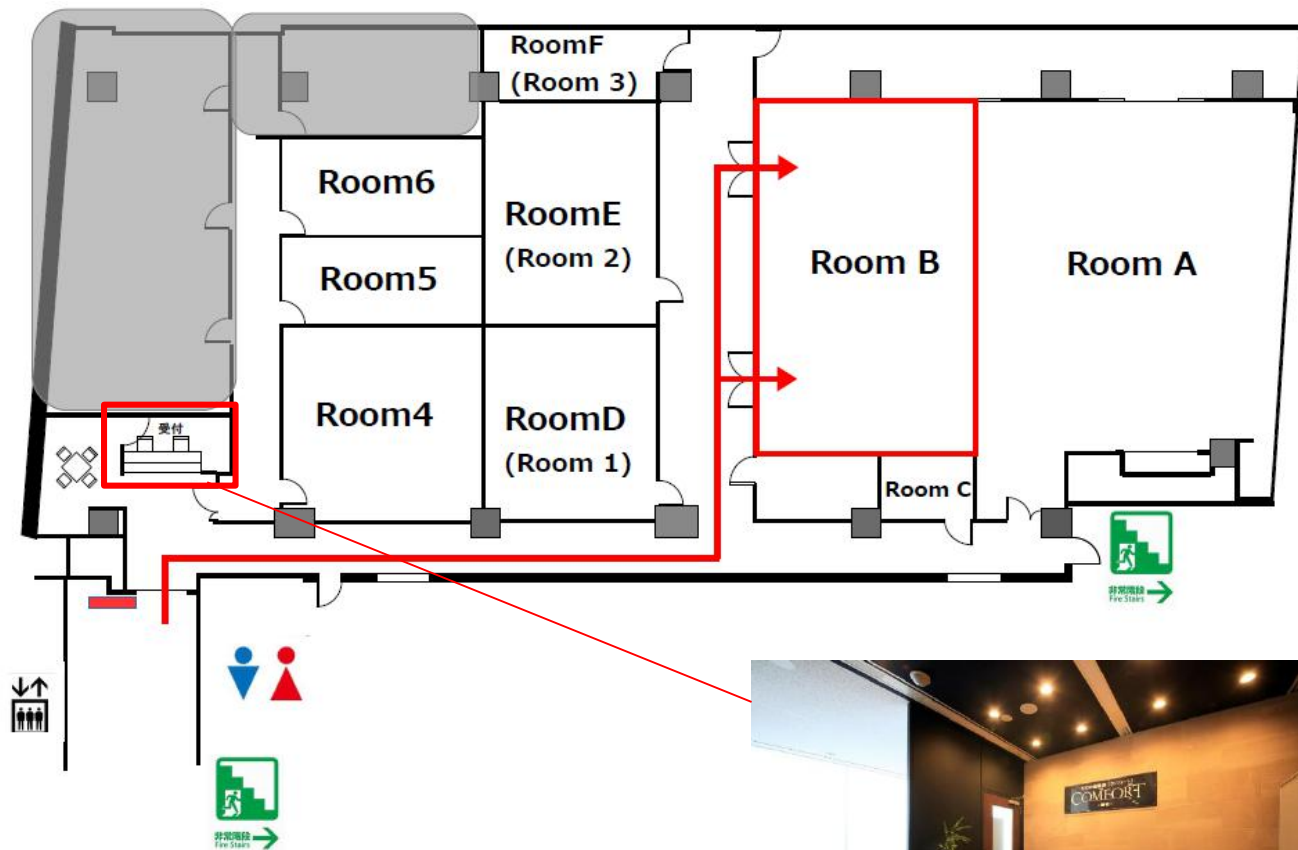 RoomF
(Room 3)
Room6
RoomE
(Room 2)
Room5
Room B
Room A
Room4
RoomD
(Room 1)
受付
Room C
非常階段
Fire Stairs
非常階段
Fire Stairs
COMFORT